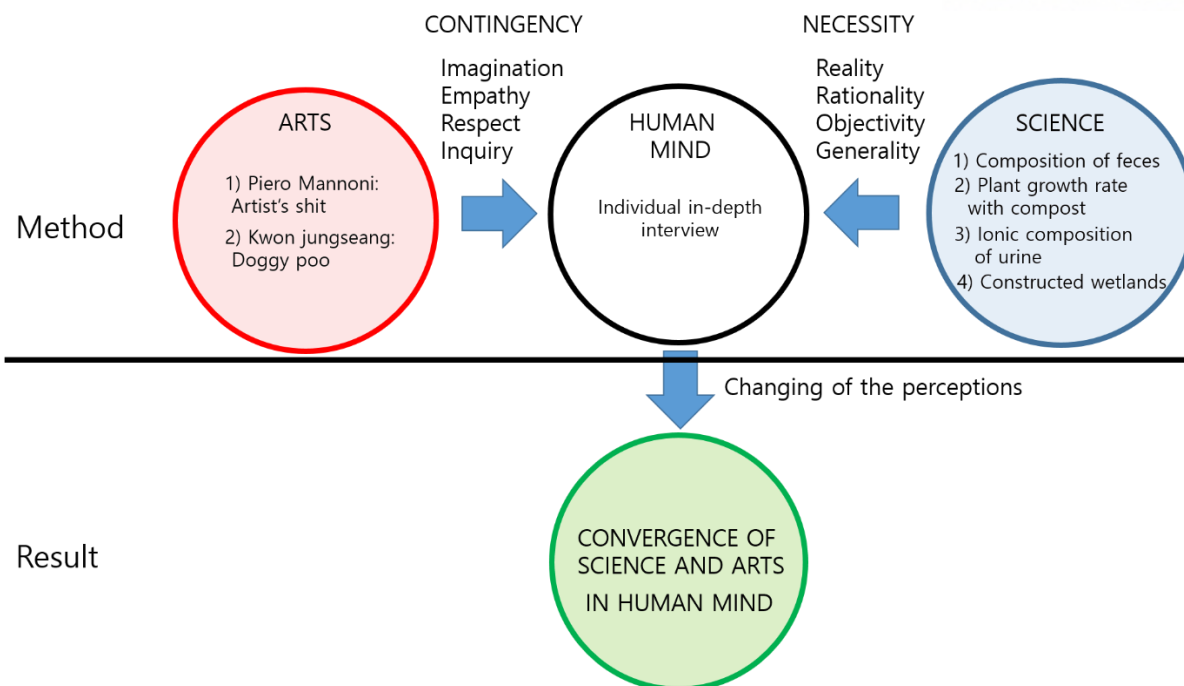 CONTINGENCY
Imagination
Empathy
Respect
Inquiry
NECESSITY
Reality
Rationality
Objectivity
Generality
Method
ARTS
1) Piero Mannoni:
Artist's shit
2) Kwon jungseang:
Doggy poo
HUMAN
MIND
Individual in-depth
interview
SCIENCE
1) Composition of feces
2) Plant growth rate
with compost
3) Ionic composition
of urine
4) Constructed wetlands
Changing of the perceptions
Result
CONVERGENCE OF
SCIENCE AND ARTS
IN HUMAN MIND